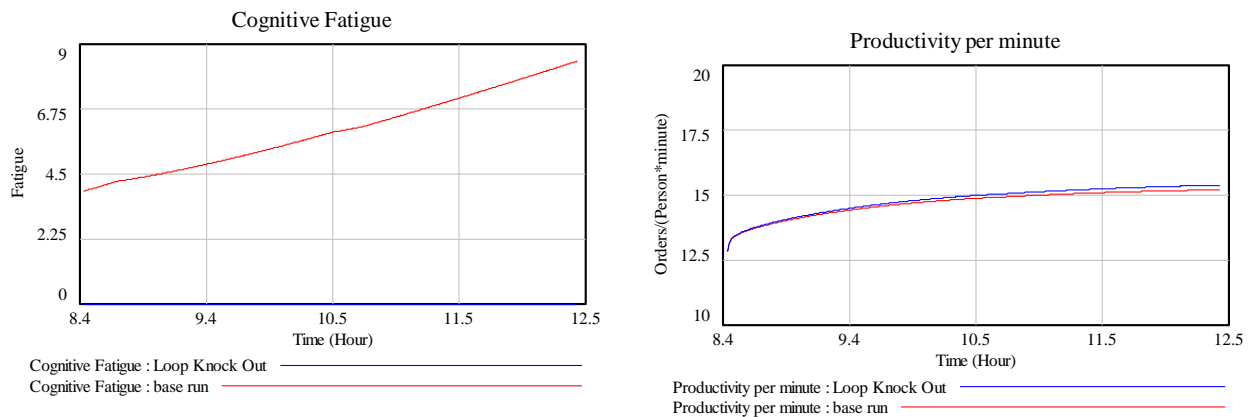 Cognitive Fatigue
9
6.75
4.5
2.25
0
Fatigue
8.4 9.4 10.5 11.5 12.5
Time (Hour)
Cognitive Fatigue : Loop Knock Out
Cognitive Fatigue : base run
Productivity per minute
20
17.5
15
12.5
10
Orders/(Person*minute)
8.4 9.4 10.5 11.5 12.5
Time (Hour)
Productivity per minute : Loop Knock Out
Productivity per minute : base run